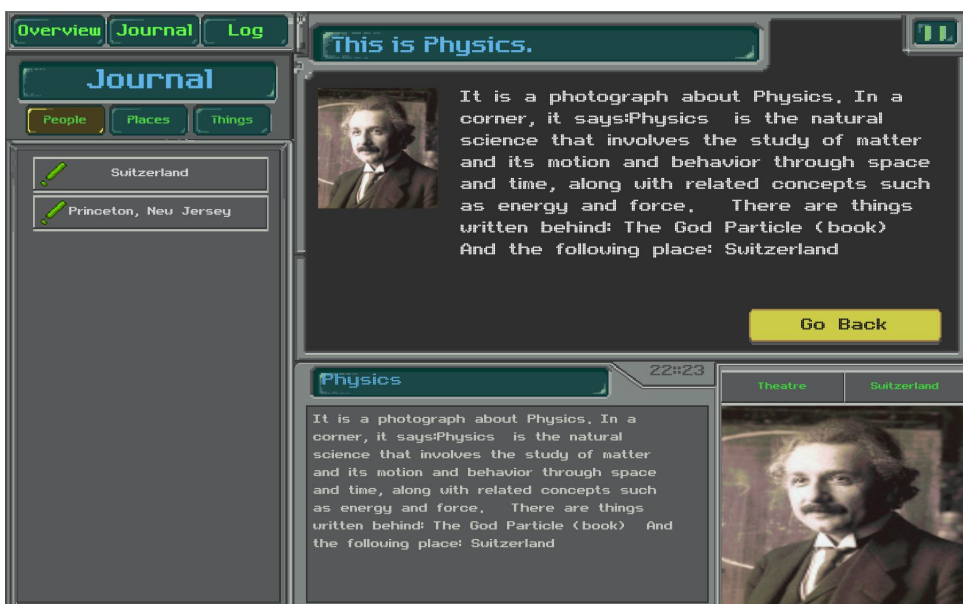 Overview Journal Log
Journal
People Places Things
Switzerland
Princeton, New Jersey
This is Physics.
It is a photograph about Physics. In a
corner, it says:Physics is the natural
science that involves the study of matter
and its motion and behavior through space
and time, along with related concepts such
as energy and force. There are things
written behind: The God Particle (book)
And the following place: Switzerland
Go Back
Physics
22::23
It is a photograph about Physics. In a
corner, it says:Physics is the natural
science that involves the study of matter
and its motion and behavior through space
and time, along with related concepts such
as energy and force. There are things
written behind: The God Particle (book) And
the following place: Switzerland
Theatre Switzerland